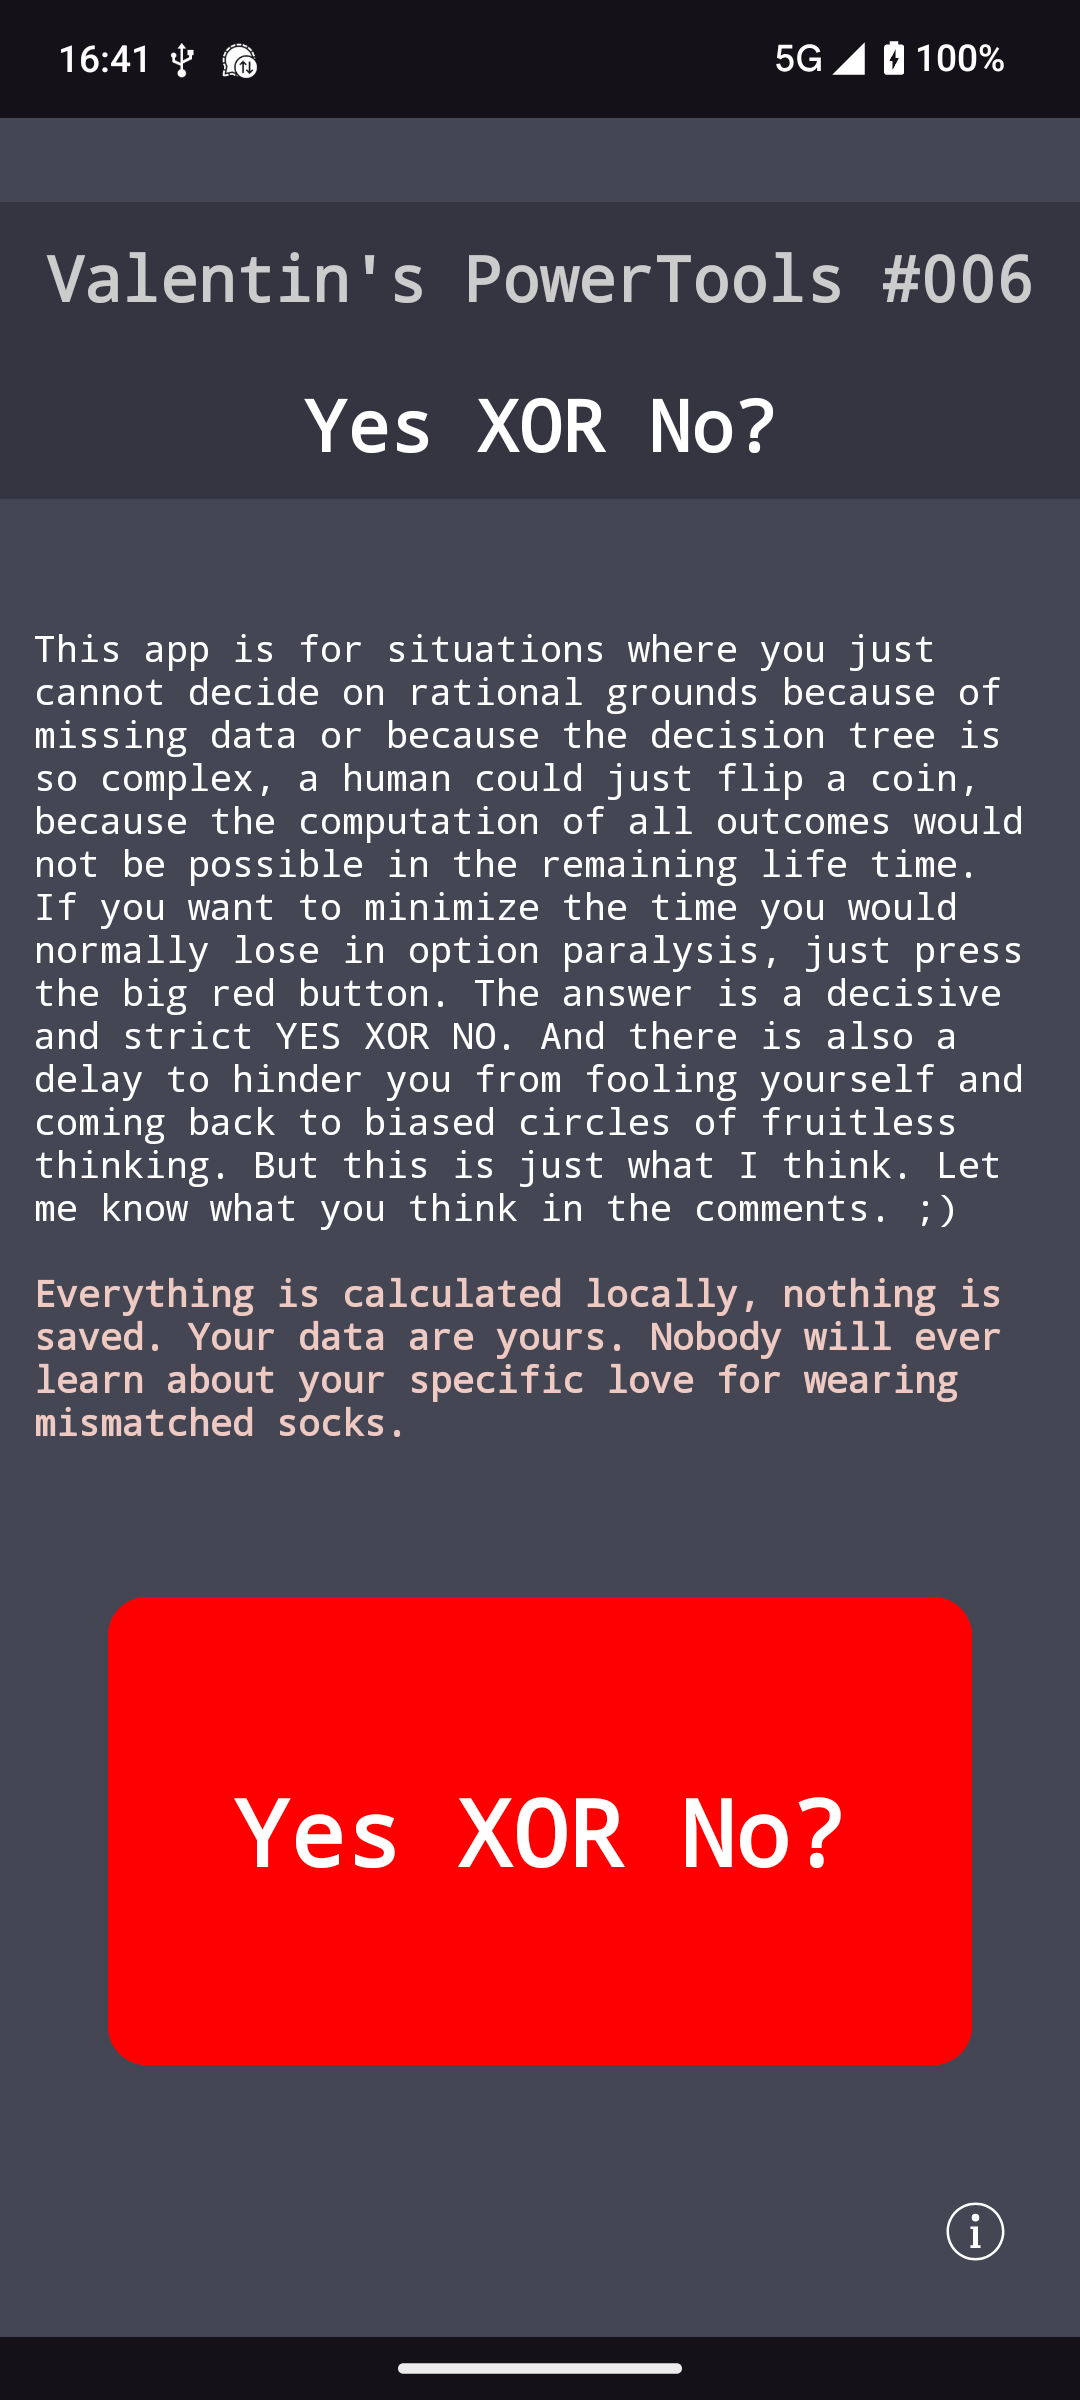 16:41 5G 100%
Valentin's PowerTools #006
Yes XOR No?
This app is for situations where you just
cannot decide on rational grounds because of
missing data or because the decision tree is
so complex, a human could just flip a coin,
because the computation of all outcomes would
not be possible in the remaining life time.
If you want to minimize the time you would
normally lose in option paralysis, just press
the big red button. The answer is a decisive
and strict YES XOR NO. And there is also a
delay to hinder you from fooling yourself and
coming back to biased circles of fruitless
thinking. But this is just what I think. Let
me know what you think in the comments. ;)
Everything is calculated locally, nothing is
saved. Your data are yours. Nobody will ever
learn about your specific love for wearing
mismatched socks.
Yes XOR No?
i